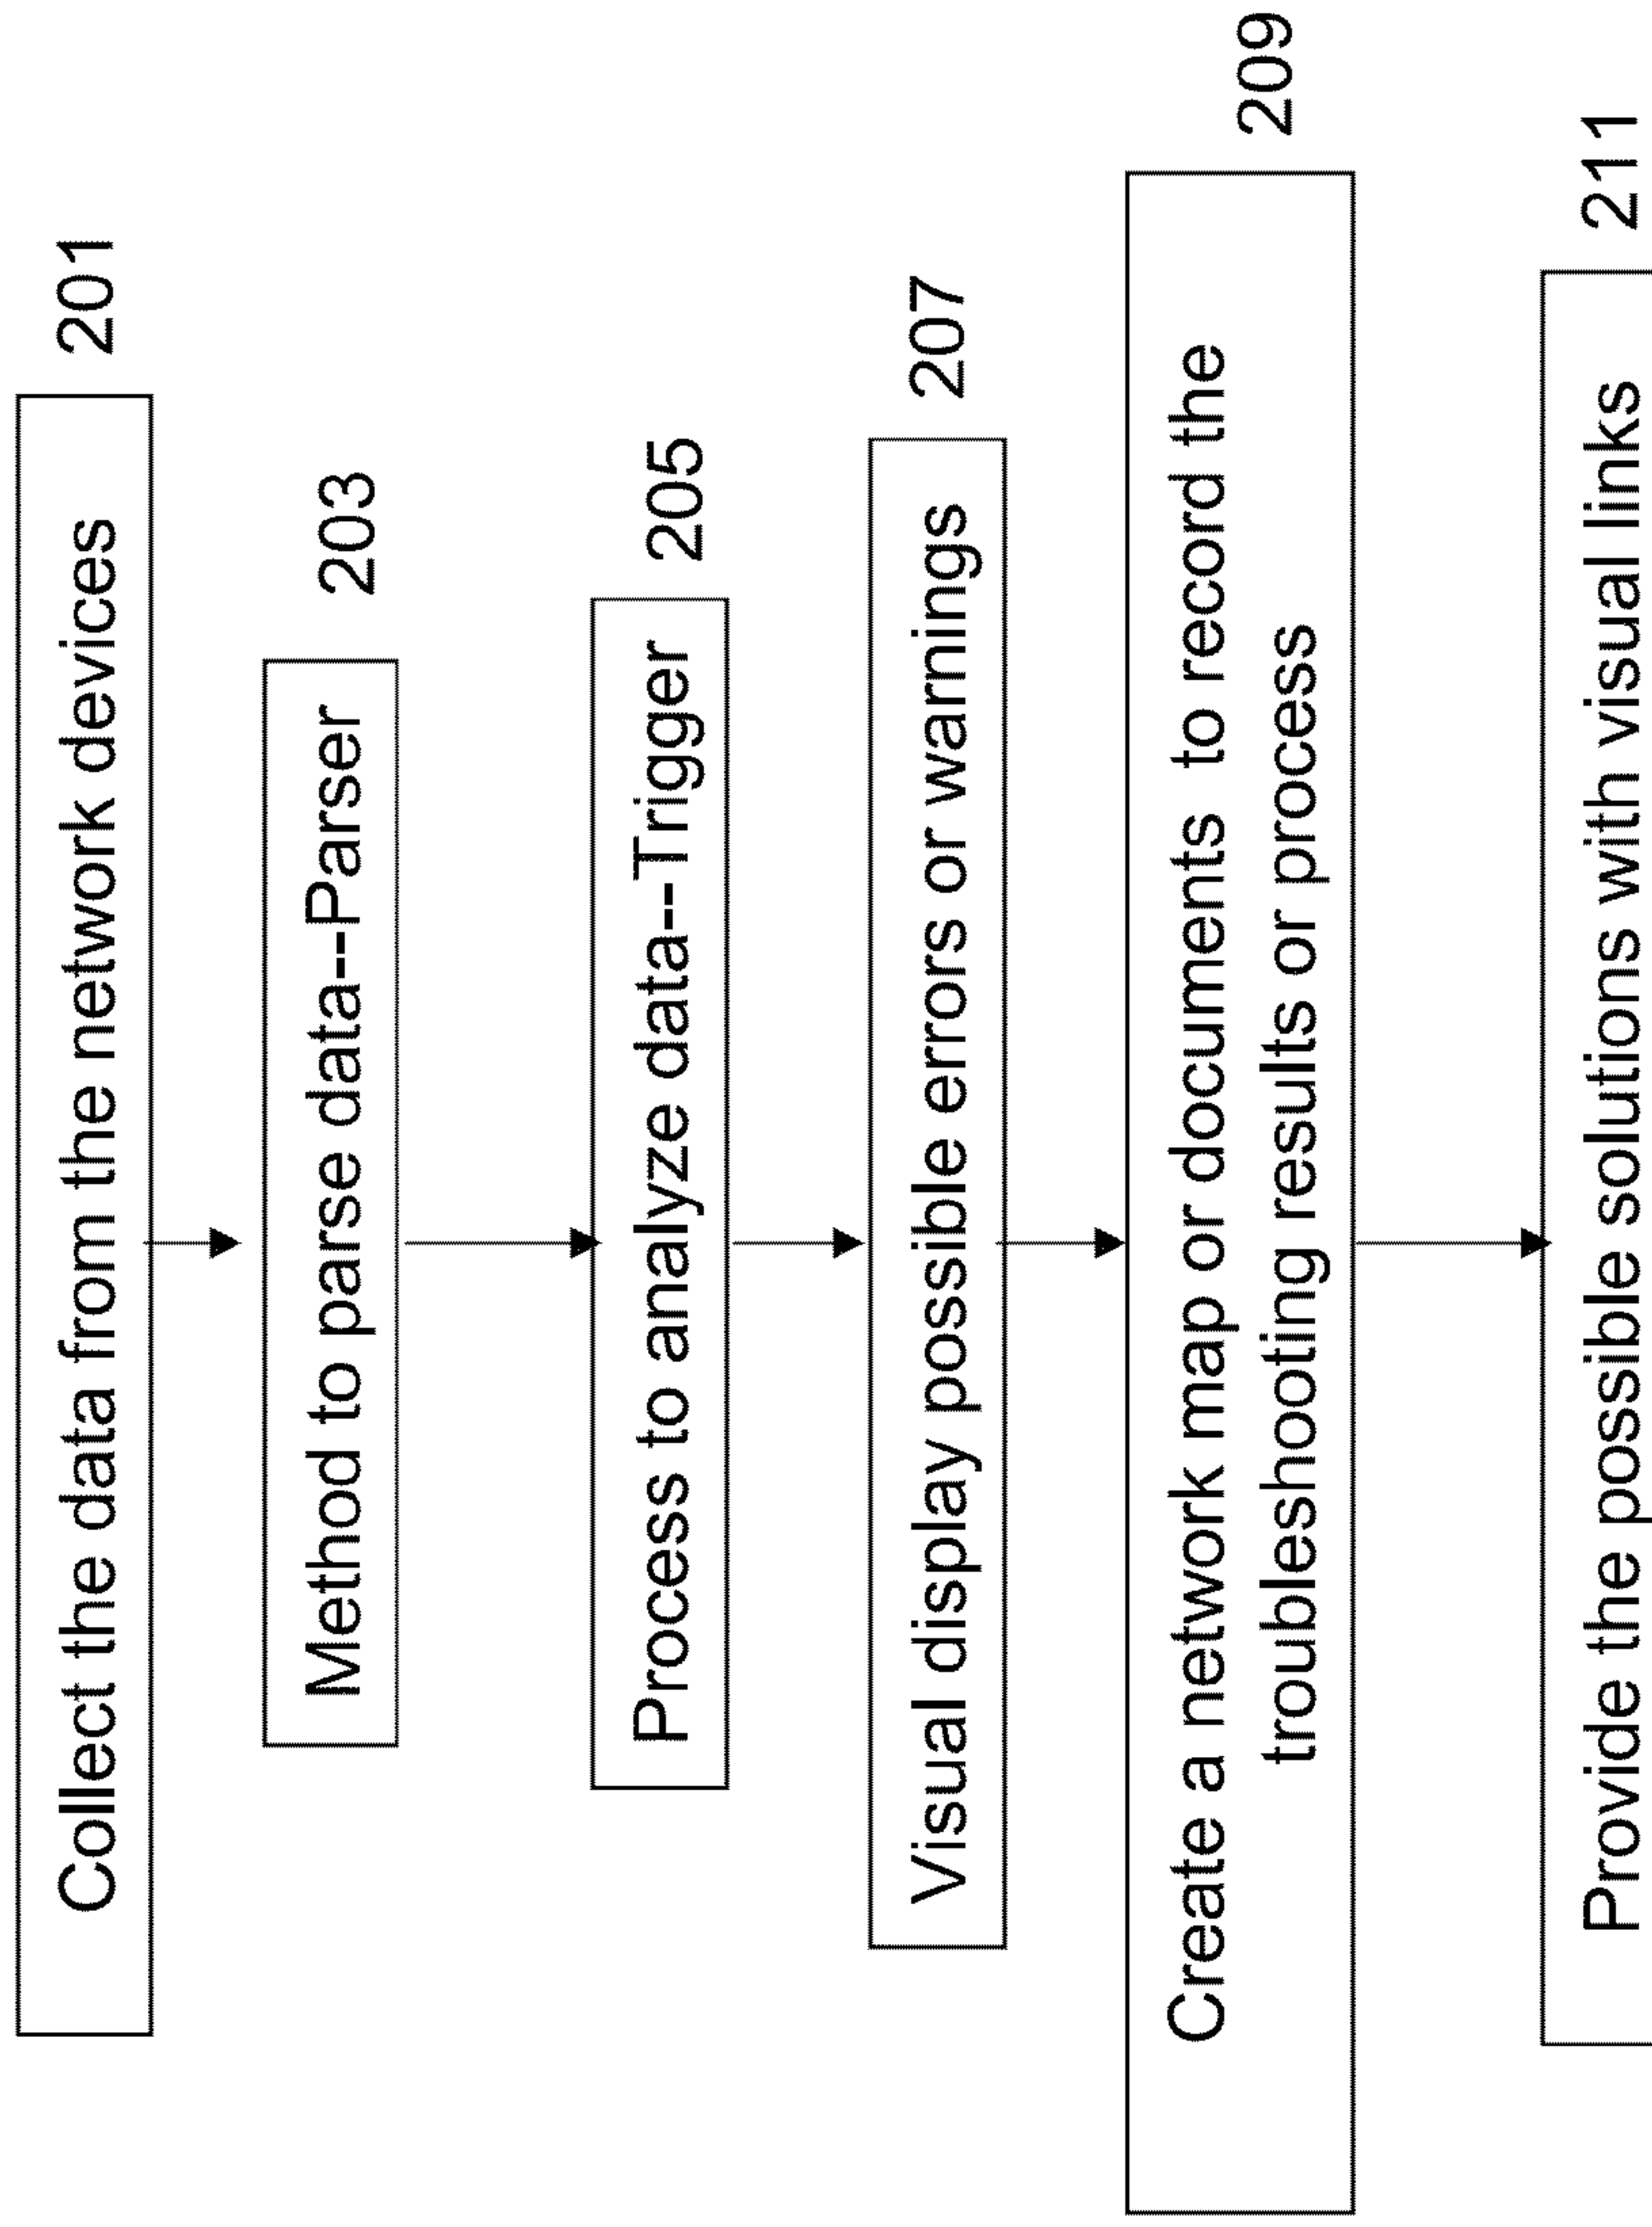 Collect the data from the network devices
201
Method to parse data--Parser
203
Process to analyze data--Trigger
205
Visual display possible errors or warnings
207
Create a network map or documents to record the
troubleshooting results or process
209
Provide the possible solutions with visual links
211